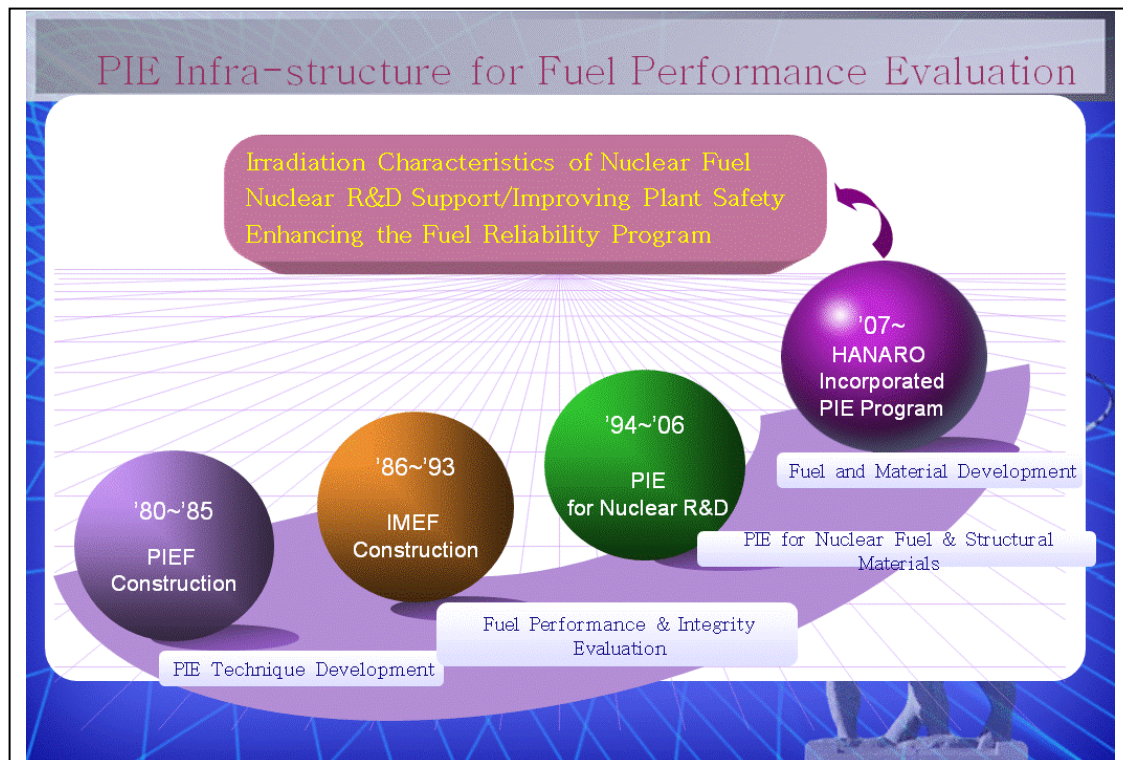 PIE Infra-structure for Fuel Performance Evaluation
Irradiation Characteristics of Nuclear Fuel
Nuclear R&D Support/Improving Plant Safety
Enhancing the Fuel Reliability Program
'80~'85
PIEF
Construction
PIE Technique Development
'86~'93
IMEF
Construction
Fuel Performance & Integrity
Evaluation
'94~'06
PIE
for Nuclear R&D
PIE for Nuclear Fuel & Structural
Materials
'07~
HANARO
Incorporated
PIE Program
Fuel and Material Development